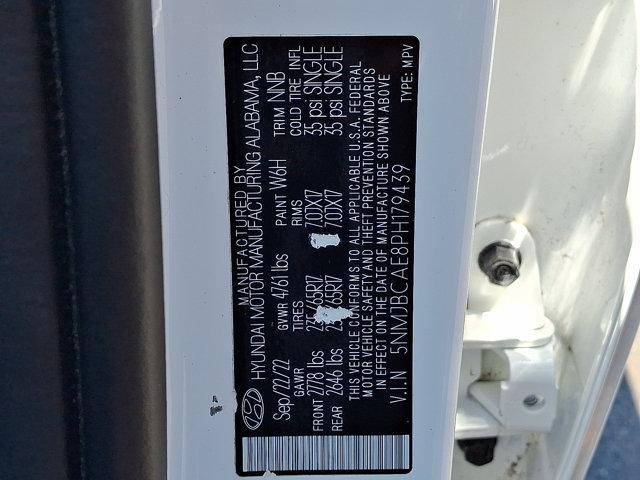 MANUFACTURED BY
HYUNDAI MOTOR MANUFACTURING ALABAMA, LLC
Sep/22/22 GVWR 4761 lbs PAINT W6H TRIM NNB
GAWR TIRES RIMS COLD TIRE INFL
FRONT 2778 lbs 235/65R17 7.0JX17 35 psi SINGLE
REAR 2646 lbs 235/65R17 7.0JX17 35 psi SINGLE
THIS VEHICLE CONFORMS TO ALL APPLICABLE U.S.A. FEDERAL
MOTOR VEHICLE SAFETY AND THEFT PREVENTION STANDARDS
IN EFFECT ON THE DATE OF MANUFACTURE SHOWN ABOVE
V.I.N 5NMJBCAE8PH179439 TYPE: MPV